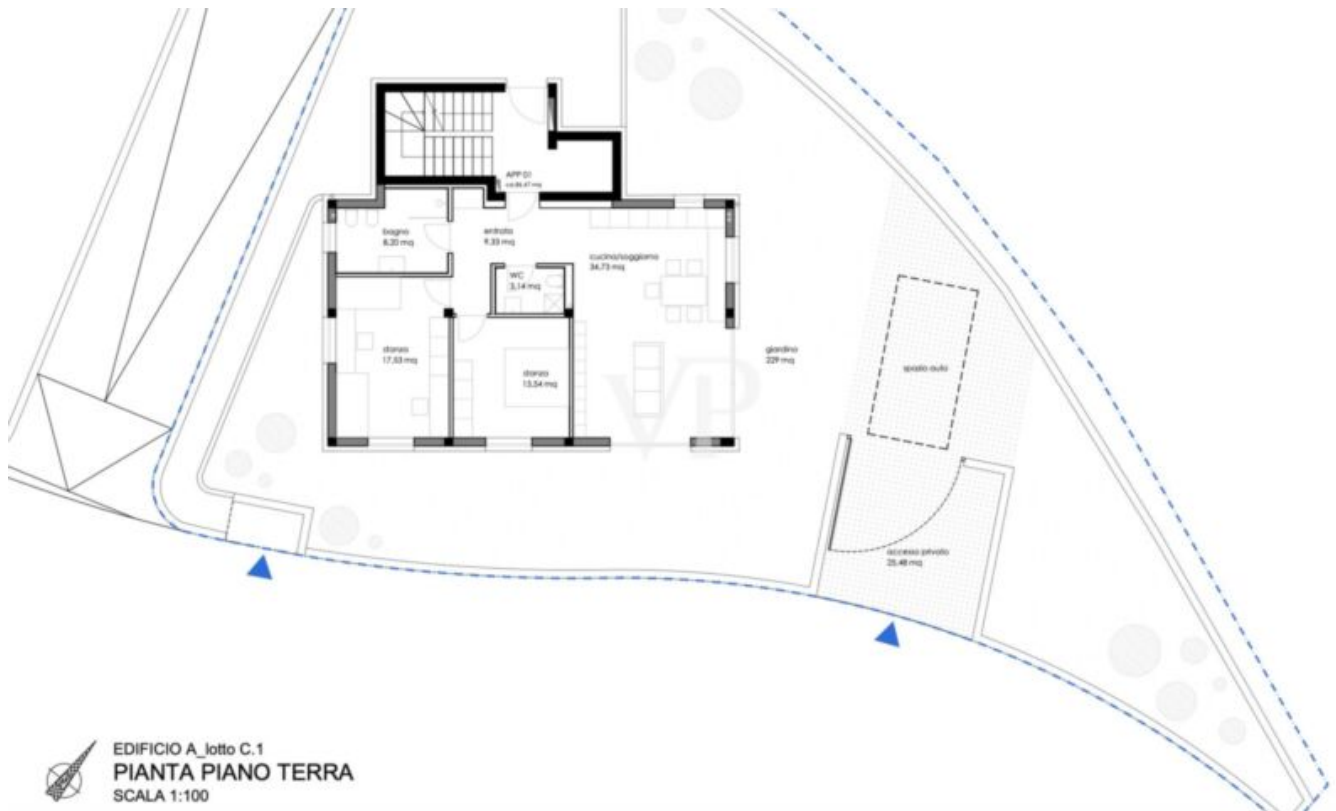 APP 01
bagno
8,20 mq
entrata
9,33 mq
cucina/soggiorno
36,73 mq
WC
3,14 mq
stanza
17,53 mq
stanza
13,54 mq
giardino
229 mq
spazio auto
accesso privato
25,48 mq
VP
EDIFICIO A_lotto C.1
PIANTA PIANO TERRA
SCALA 1:100